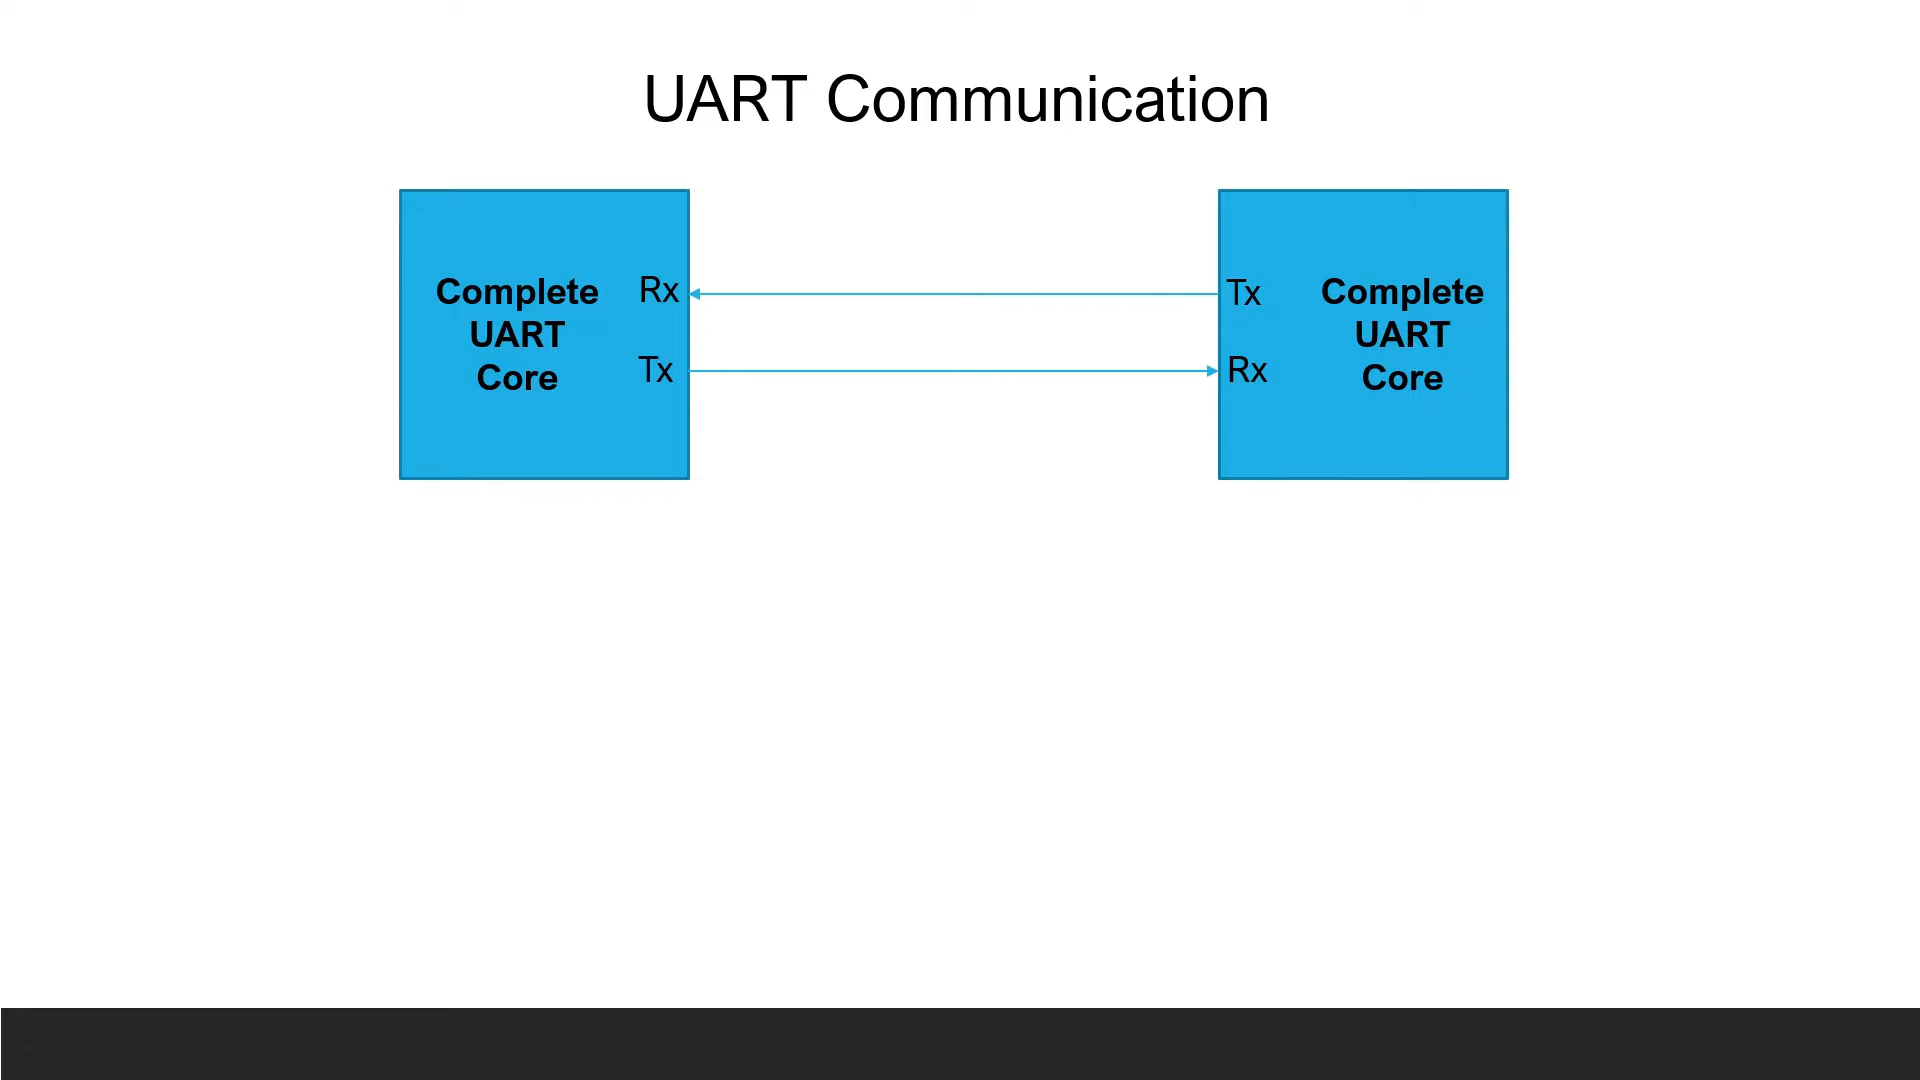 UART Communication
Complete
UART
Core
Rx
Tx
Tx
Rx
Complete
UART
Core